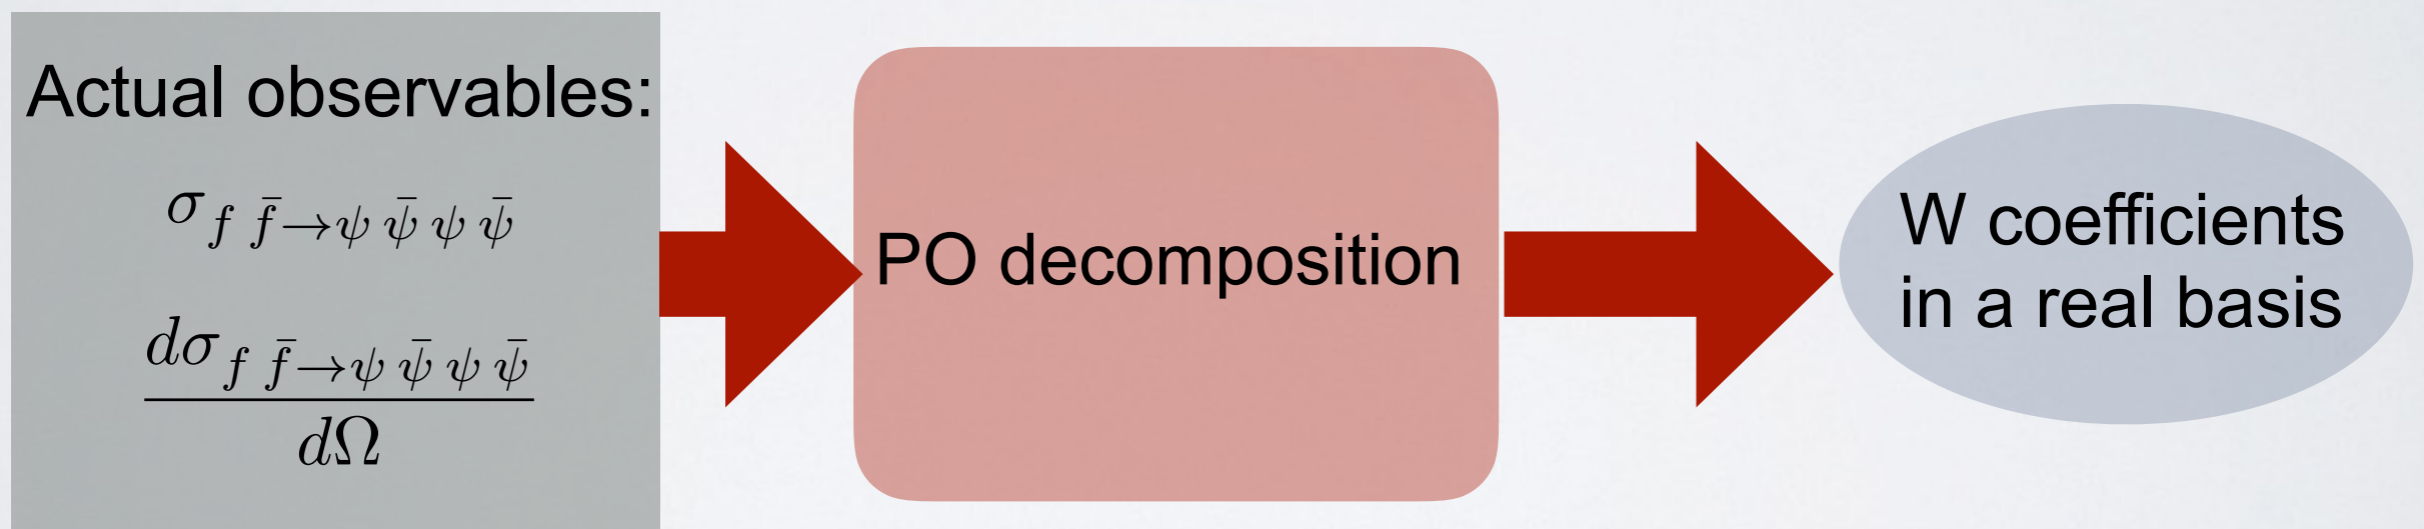 Actual observables:
σ_{f f̄→ψ ψ̄ ψ ψ̄}
dσ_{f f̄→ψ ψ̄ ψ ψ̄}
dΩ
PO decomposition
W coefficients
in a real basis